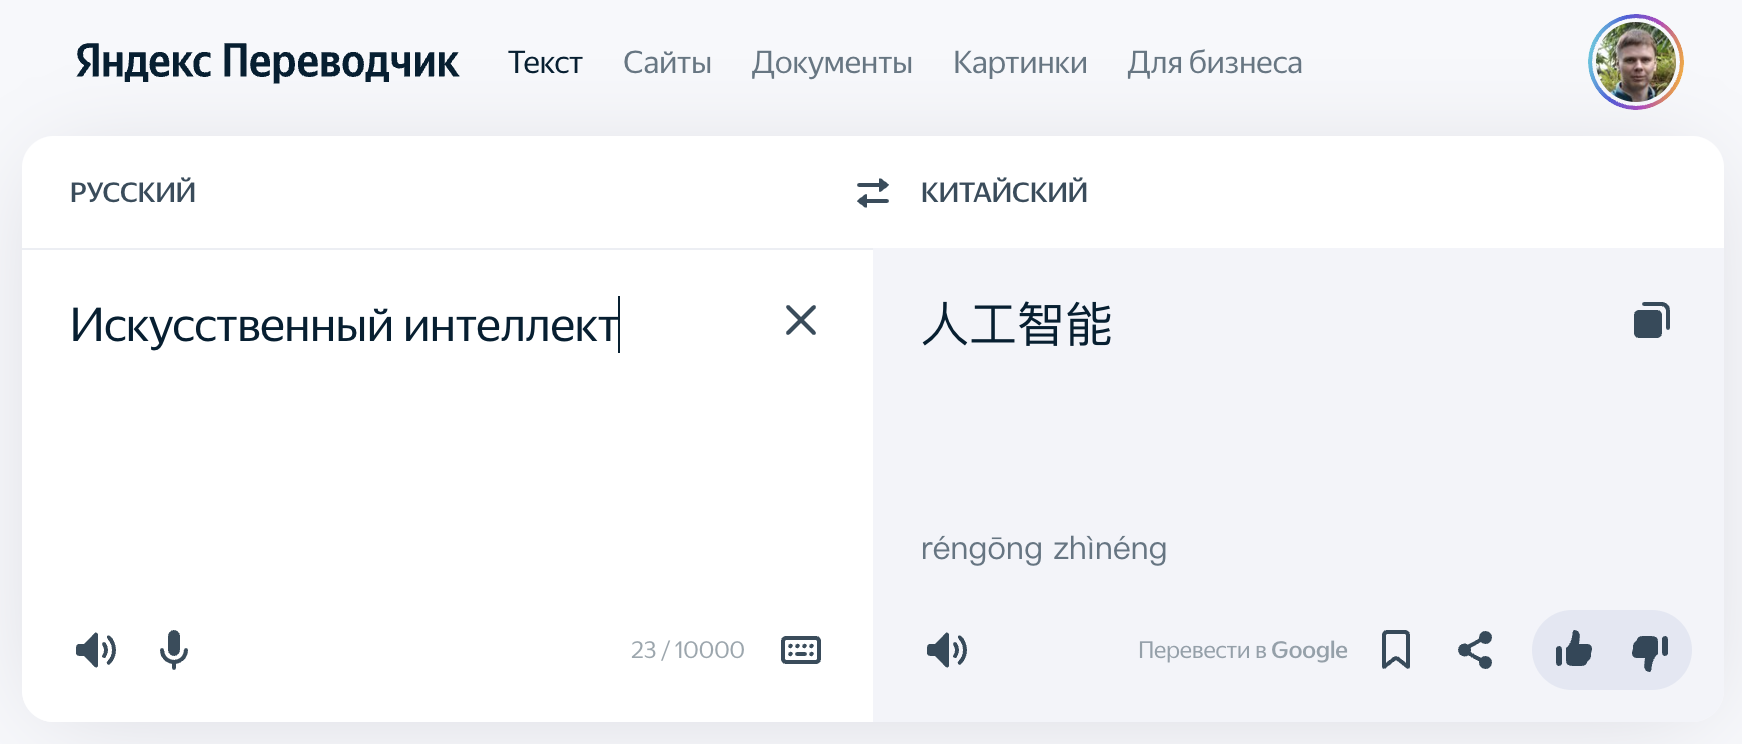 Яндекс Переводчик Текст Сайты Документы Картинки Для бизнеса
РУССКИЙ
КИТАЙСКИЙ
Искусственный интеллект
人工智能
réngōng zhìnéng
23 / 10000
Перевести в Google